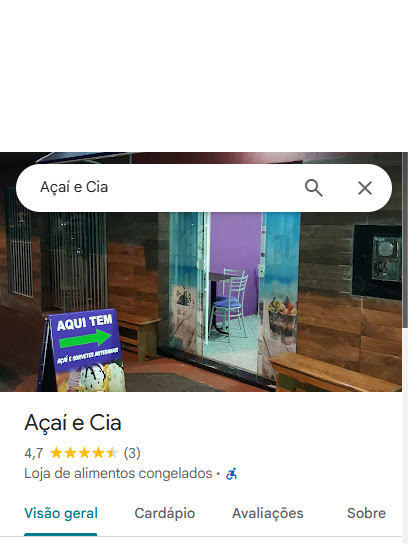 Açaí e Cia
AQUI TEM
AÇAÍ E SORVETES ARTESANAIS
Açaí e Cia
4,7 (3)
Loja de alimentos congelados •
Visão geral Cardápio Avaliações Sobre